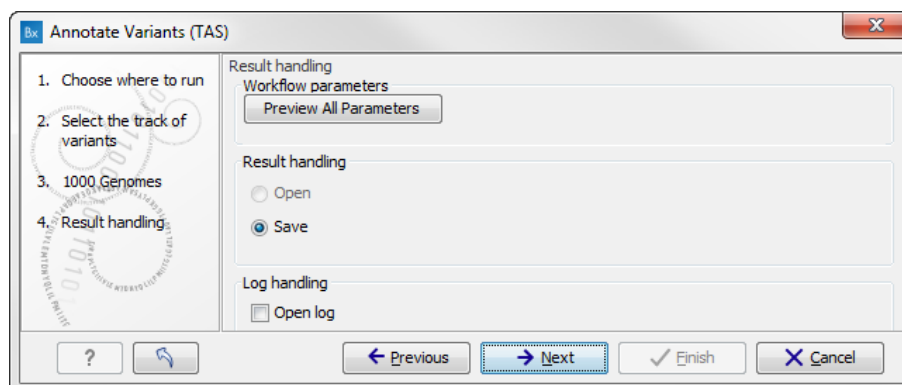 Bx Annotate Variants (TAS)
X
1. Choose where to run
2. Select the track of
variants
3. 1000 Genomes
4. Result handling
Result handling
Workflow parameters
Preview All Parameters
Result handling
Open
Save
Log handling
Open log
?
Previous
Next
Finish
Cancel